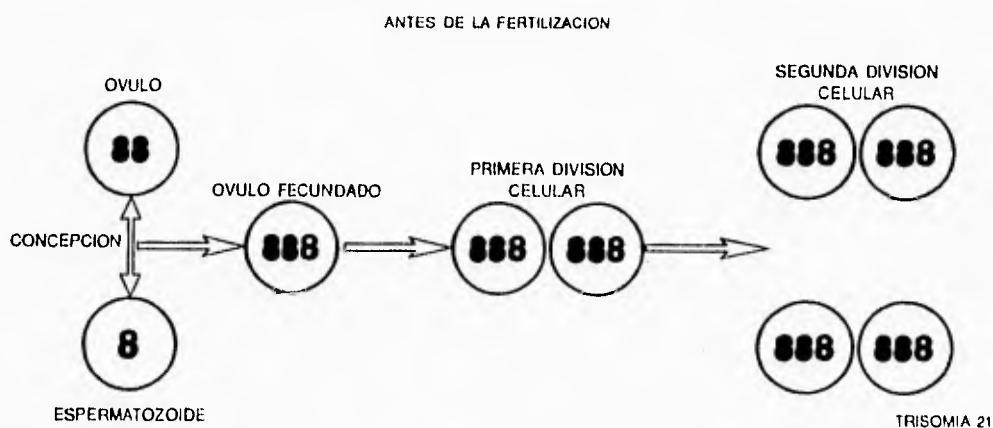 ANTES DE LA FERTILIZACION
OVULO
88
CONCEPCION
8
ESPERMATOZOIDE
OVULO FECUNDADO
888
PRIMERA DIVISION
CELULAR
888 888
SEGUNDA DIVISION
CELULAR
888 888
888 888
TRISOMIA 21